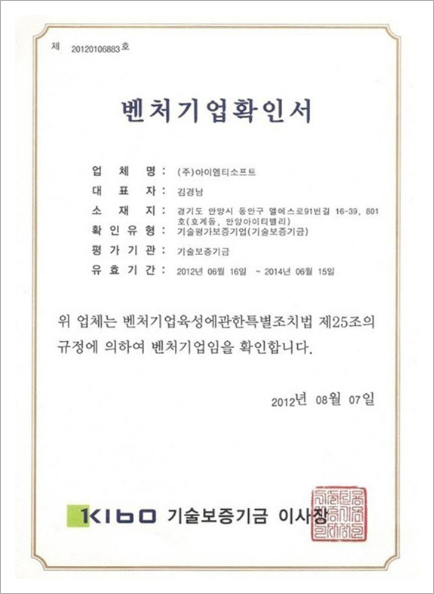 제 20120106883호
벤처기업확인서
업 체 명 : (주)아이엠티소프트
대 표 자 : 김경남
소 재 지 : 경기도 안양시 동안구 엘에스로91번길 16-39, 801
호(호계동, 안양아이티밸리)
확 인 유 형 : 기술평가보증기업(기술보증기금)
평 가 기 관 : 기술보증기금
유 효 기 간 : 2012년 06월 16일 ~ 2014년 06월 15일
위 업체는 벤처기업육성에관한특별조치법 제25조의
규정에 의하여 벤처기업임을 확인합니다.
2012년 08월 07일
KIBO 기술보증기금 이사장